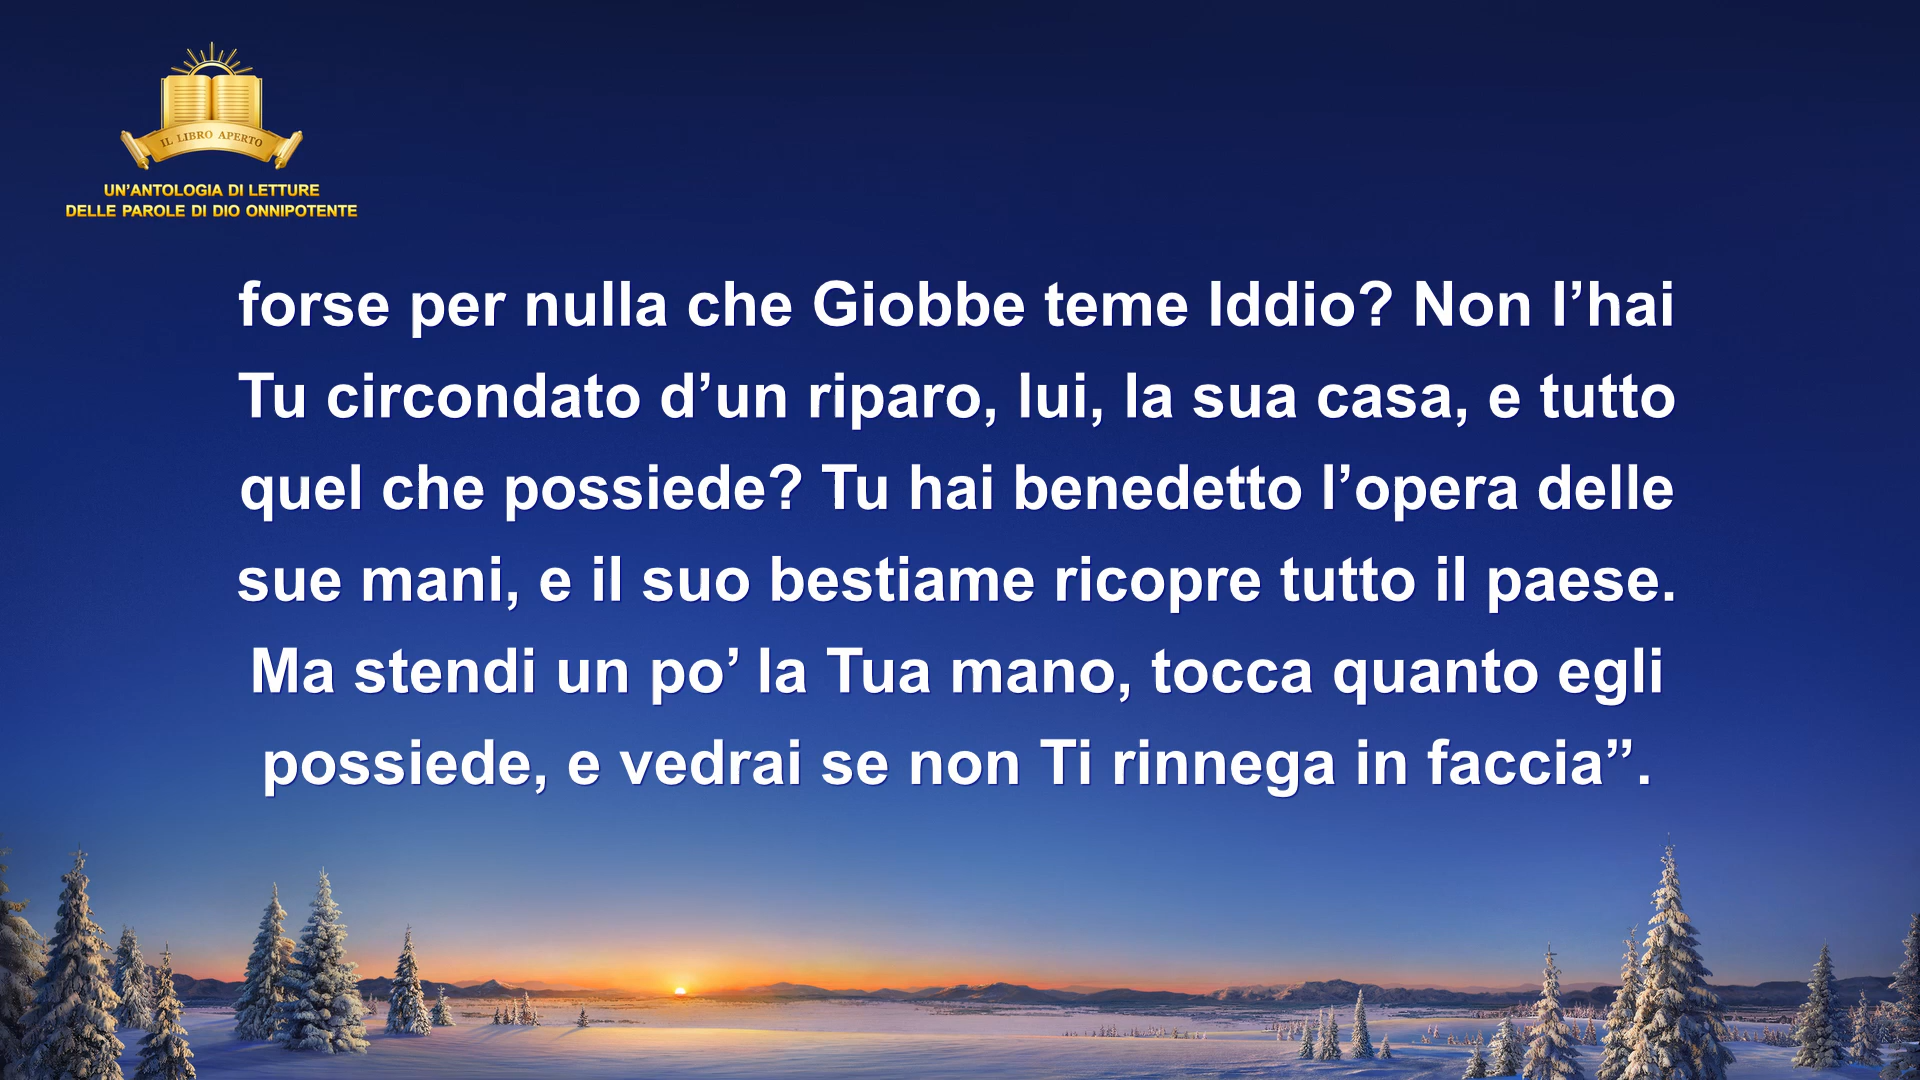 IL LIBRO APERTO
UN’ANTOLOGIA DI LETTURE
DELLE PAROLE DI DIO ONNIPOTENTE
forse per nulla che Giobbe teme Iddio? Non l’hai
Tu circondato d’un riparo, lui, la sua casa, e tutto
quel che possiede? Tu hai benedetto l’opera delle
sue mani, e il suo bestiame ricopre tutto il paese.
Ma stendi un po’ la Tua mano, tocca quanto egli
possiede, e vedrai se non Ti rinnega in faccia”.